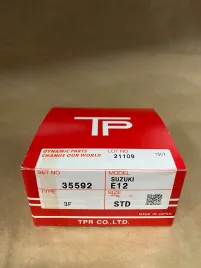 TP
DYNAMIC PARTS
CHANGE OUR WORLD
LOT NO
21109
SET NO
35592
MODEL
SUZUKI
E12
TYPE
3F
SIZE
STD
MADE IN JAPAN
TPR CO., LTD.